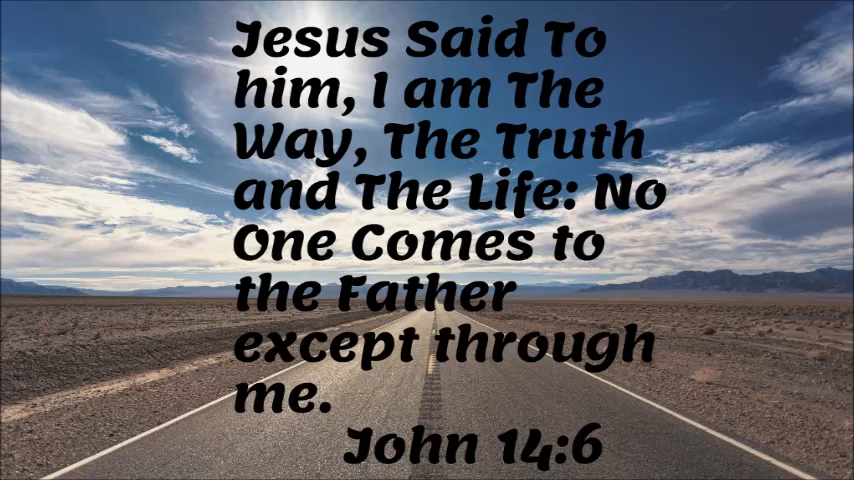 Jesus Said To
him, I am The
Way, The Truth
and The Life: No
One Comes to
the Father
except through
me.
John 14:6